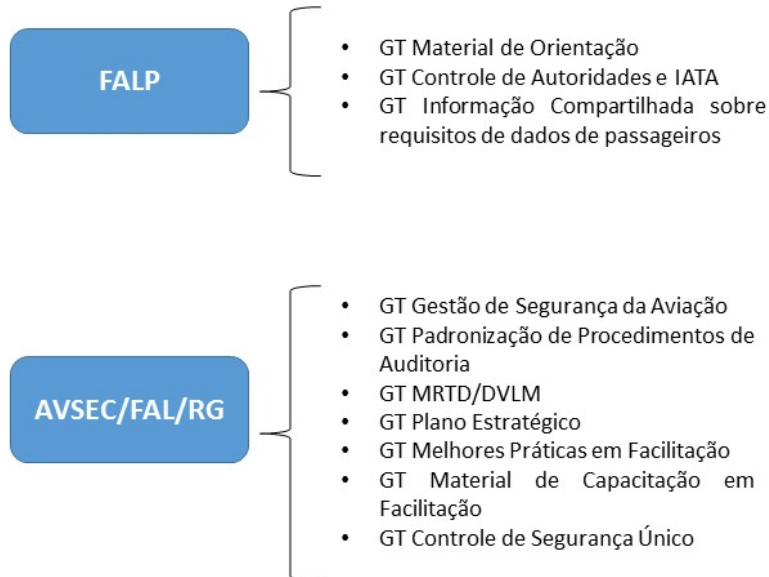 FALP
• GT Material de Orientação
• GT Controle de Autoridades e IATA
• GT Informação Compartilhada sobre
requisitos de dados de passageiros
AVSEC/FAL/RG
• GT Gestão de Segurança da Aviação
• GT Padronização de Procedimentos de
Auditoria
• GT MRTD/DVLM
• GT Plano Estratégico
• GT Melhores Práticas em Facilitação
• GT Material de Capacitação em
Facilitação
• GT Controle de Segurança Único